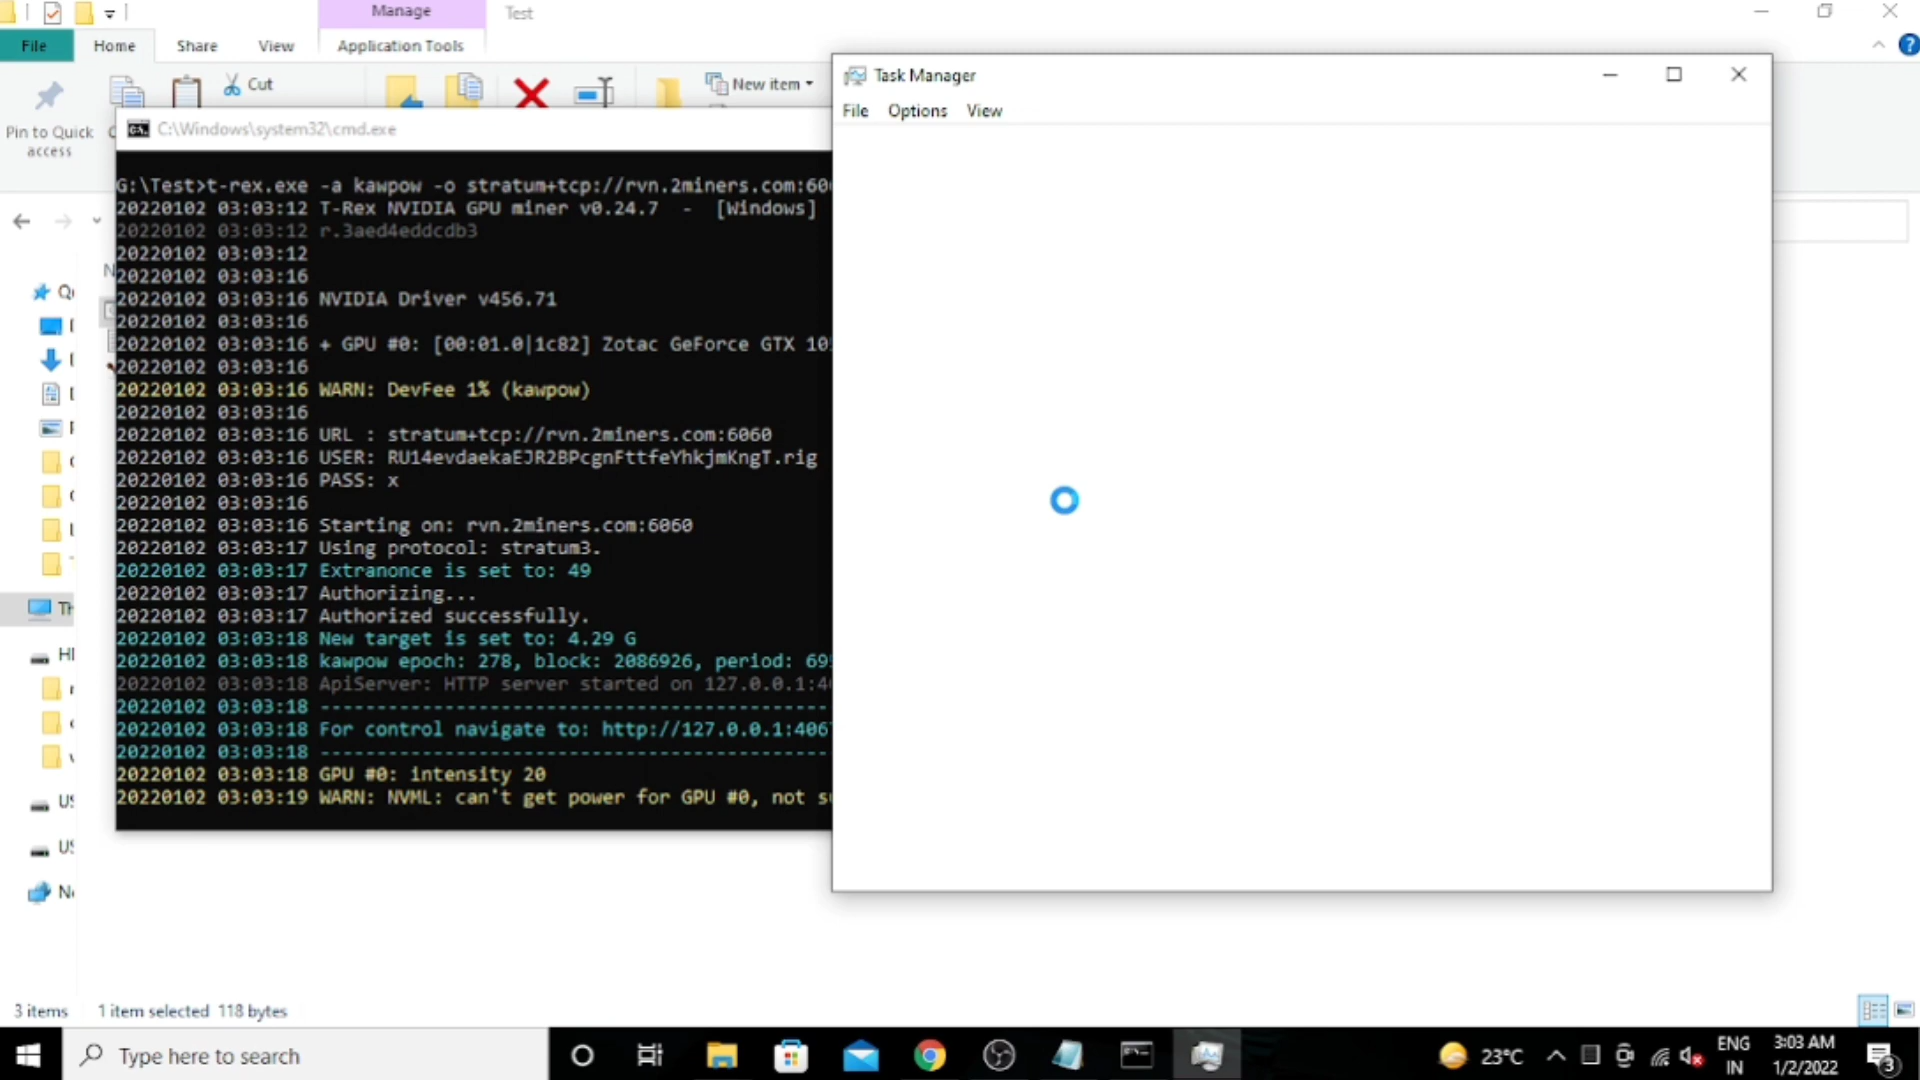 Manage
Test
File
Home
Share
View
Application Tools
Cut
New item
Pin to Quick
access
C:\Windows\system32\cmd.exe
G:\Test>t-rex.exe -a kawpow -o stratum+tcp://rvn.2miners.com:606
20220102 03:03:12 T-Rex NVIDIA GPU miner v0.24.7 - [Windows]
20220102 03:03:12 r.3aed4eddcdb3
20220102 03:03:12
20220102 03:03:16
20220102 03:03:16 NVIDIA Driver v456.71
20220102 03:03:16
20220102 03:03:16 + GPU #0: [00:01.0|1c82] Zotac GeForce GTX 105
20220102 03:03:16
20220102 03:03:16 WARN: DevFee 1% (kawpow)
20220102 03:03:16
20220102 03:03:16 URL : stratum+tcp://rvn.2miners.com:6060
20220102 03:03:16 USER: RU14evdaekaEJR2BPcgnFttfeYhkjmKngT.rig
20220102 03:03:16 PASS: x
20220102 03:03:16
20220102 03:03:16 Starting on: rvn.2miners.com:6060
20220102 03:03:17 Using protocol: stratum3.
20220102 03:03:17 Extranonce is set to: 49
20220102 03:03:17 Authorizing...
20220102 03:03:17 Authorized successfully.
20220102 03:03:18 New target is set to: 4.29 G
20220102 03:03:18 kawpow epoch: 278, block: 2086926, period: 695
20220102 03:03:18 ApiServer: HTTP server started on 127.0.0.1:40
20220102 03:03:18 ----------------------------------------------
20220102 03:03:18 For control navigate to: http://127.0.0.1:4067
20220102 03:03:18 ----------------------------------------------
20220102 03:03:18 GPU #0: intensity 20
20220102 03:03:19 WARN: NVML: can't get power for GPU #0, not su
Task Manager
File Options View
3 items 1 item selected 118 bytes
Type here to search
23°C
ENG
IN
3:03 AM
1/2/2022
3